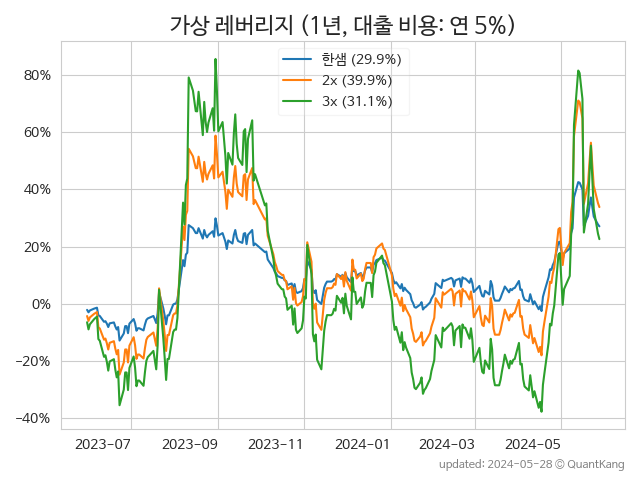 가상 레버리지 (1년, 대출 비용: 연 5%)
한샘 (29.9%)
2x (39.9%)
3x (31.1%)
80%
60%
40%
20%
0%
−20%
−40%
2023-07
2023-09
2023-11
2024-01
2024-03
2024-05
updated: 2024-05-28 © QuantKang